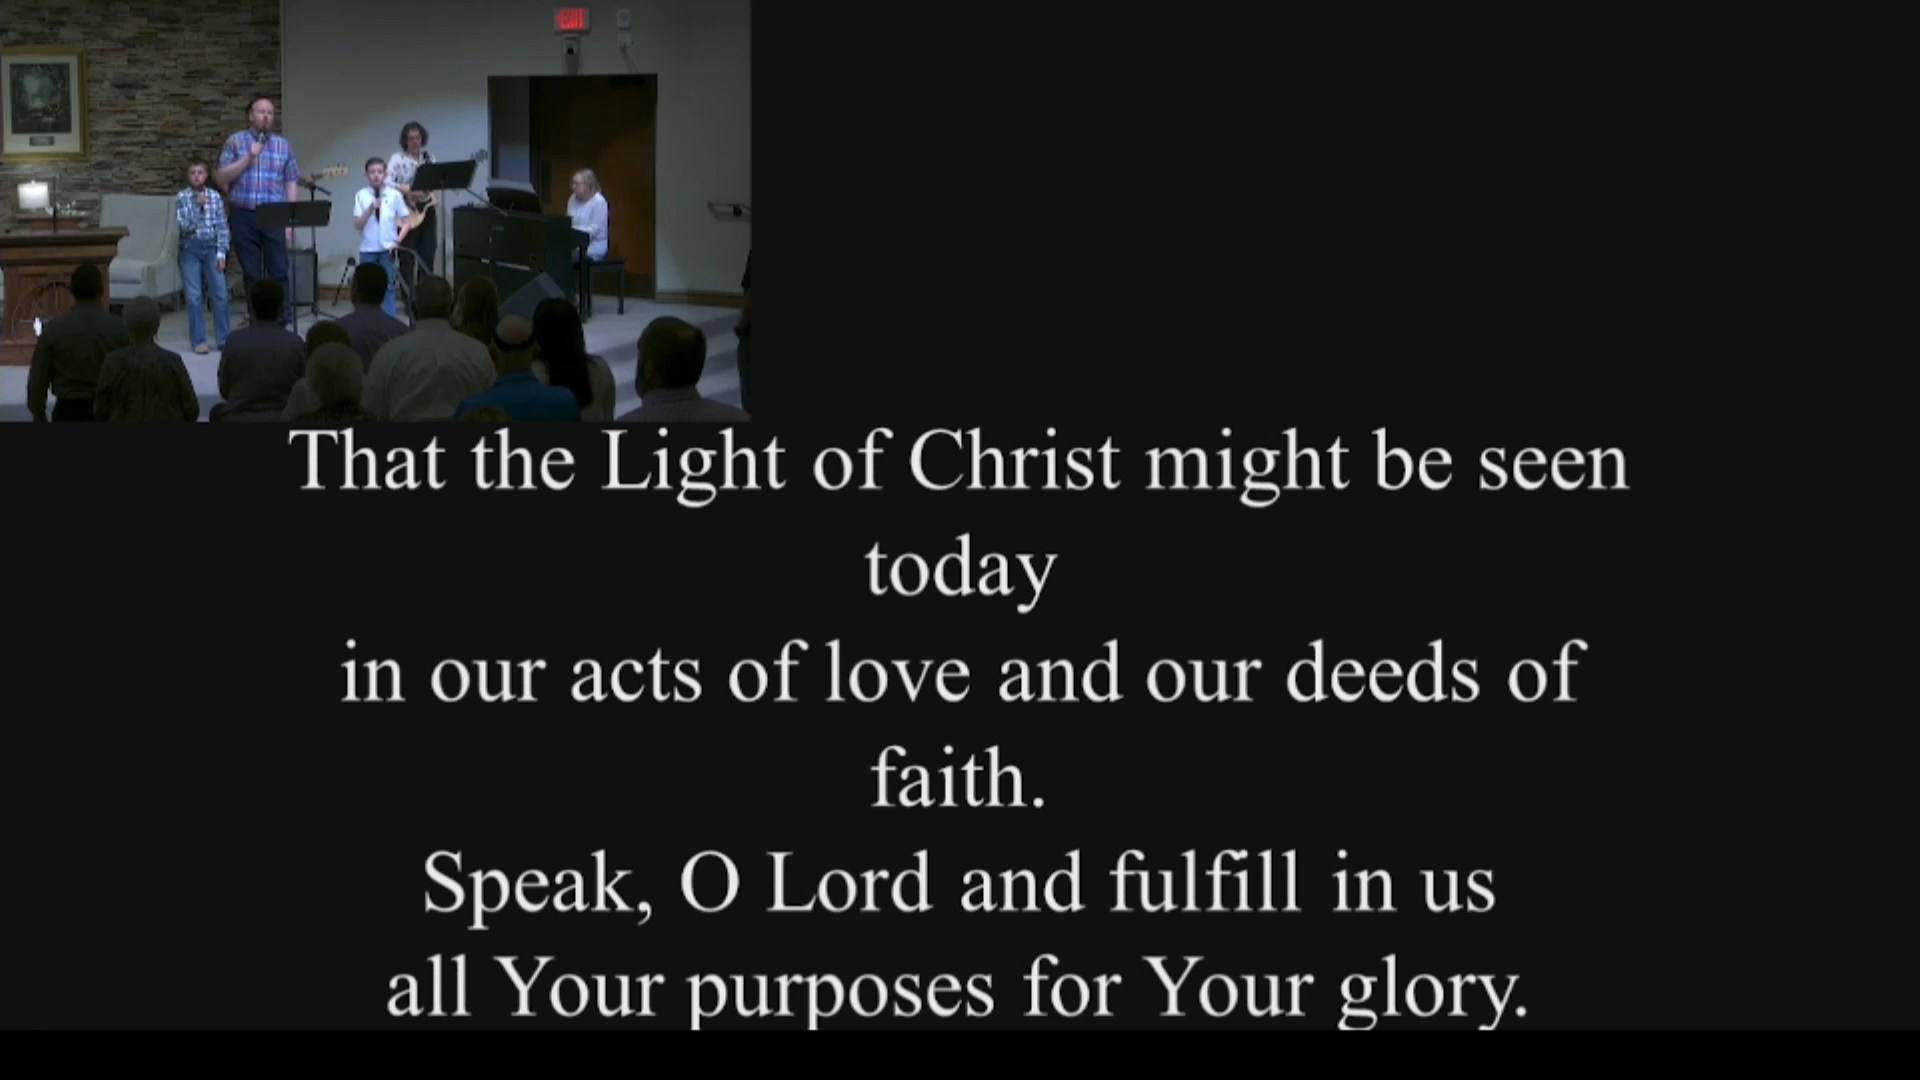 EXIT
That the Light of Christ might be seen
today
in our acts of love and our deeds of
faith.
Speak, O Lord and fulfill in us
all Your purposes for Your glory.